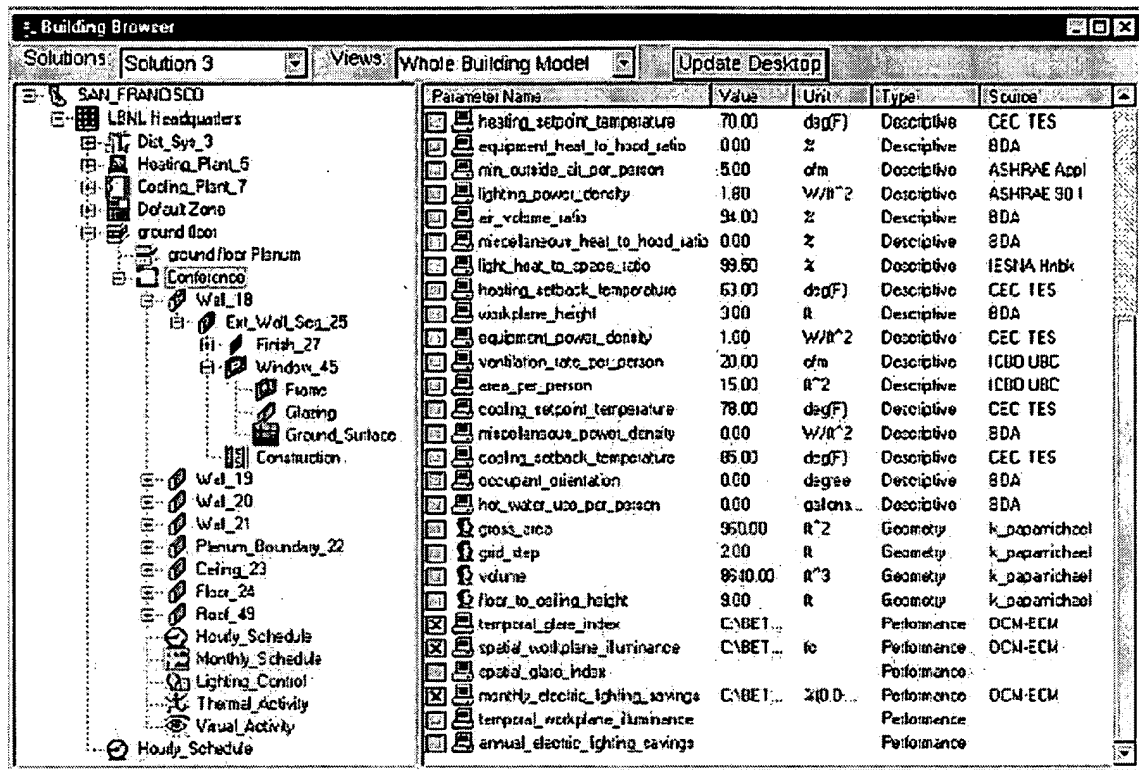 Building Browser
Solutions: Solution 3 Views: Whole Building Model Update Desktop
SAN_FRANCISCO
LBNL Headquarters
Dist_Sys_3
Heating_Plant_6
Cooling_Plant_7
Default Zone
ground floor
ground floor Plenum
Conference
Wall_18
Ext_Wall_Seg_25
Finish_27
Window_45
Frame
Glazing
Ground_Surface
Construction
Wall_19
Wall_20
Wall_21
Plenum_Boundary_22
Ceiling_23
Floor_24
Roof_49
Hourly_Schedule
Monthly_Schedule
Lighting_Control
Thermal_Activity
Visual_Activity
Hourly_Schedule
Parameter Name Value Unit Type Source
heating_setpoint_temperature 70.00 deg(F) Descriptive CEC TES
equipment_heat_to_hood_ratio 0.00 % Descriptive BDA
min_outside_air_per_person 5.00 cfm Descriptive ASHRAE Appl
lighting_power_density 1.80 W/ft^2 Descriptive ASHRAE 90.1
air_volume_ratio 94.00 % Descriptive BDA
miscellaneous_heat_to_hood_ratio 0.00 % Descriptive BDA
light_heat_to_space_ratio 99.50 % Descriptive IESNA Hnbk
heating_setback_temperature 63.00 deg(F) Descriptive CEC TES
workplane_height 3.00 ft Descriptive BDA
equipment_power_density 1.00 W/ft^2 Descriptive CEC TES
ventilation_rate_per_person 20.00 cfm Descriptive ICBO UBC
area_per_person 15.00 ft^2 Descriptive ICBO UBC
cooling_setpoint_temperature 78.00 deg(F) Descriptive CEC TES
miscellaneous_power_density 0.00 W/ft^2 Descriptive BDA
cooling_setback_temperature 85.00 deg(F) Descriptive CEC TES
occupant_orientation 0.00 degree Descriptive BDA
hot_water_use_per_person 0.00 gallons... Descriptive BDA
gross_area 960.00 ft^2 Geometry k_papamichael
grid_step 2.00 ft Geometry k_papamichael
volume 8640.00 ft^3 Geometry k_papamichael
floor_to_ceiling_height 9.00 ft Geometry k_papamichael
temporal_glare_index C:\BET... Performance DCM-ECM
spatial_workplane_illuminance C:\BET... fc Performance DCM-ECM
spatial_glare_index Performance
monthly_electric_lighting_savings C:\BET... %(0.0-... Performance DCM-ECM
temporal_workplane_illuminance Performance
annual_electric_lighting_savings Performance